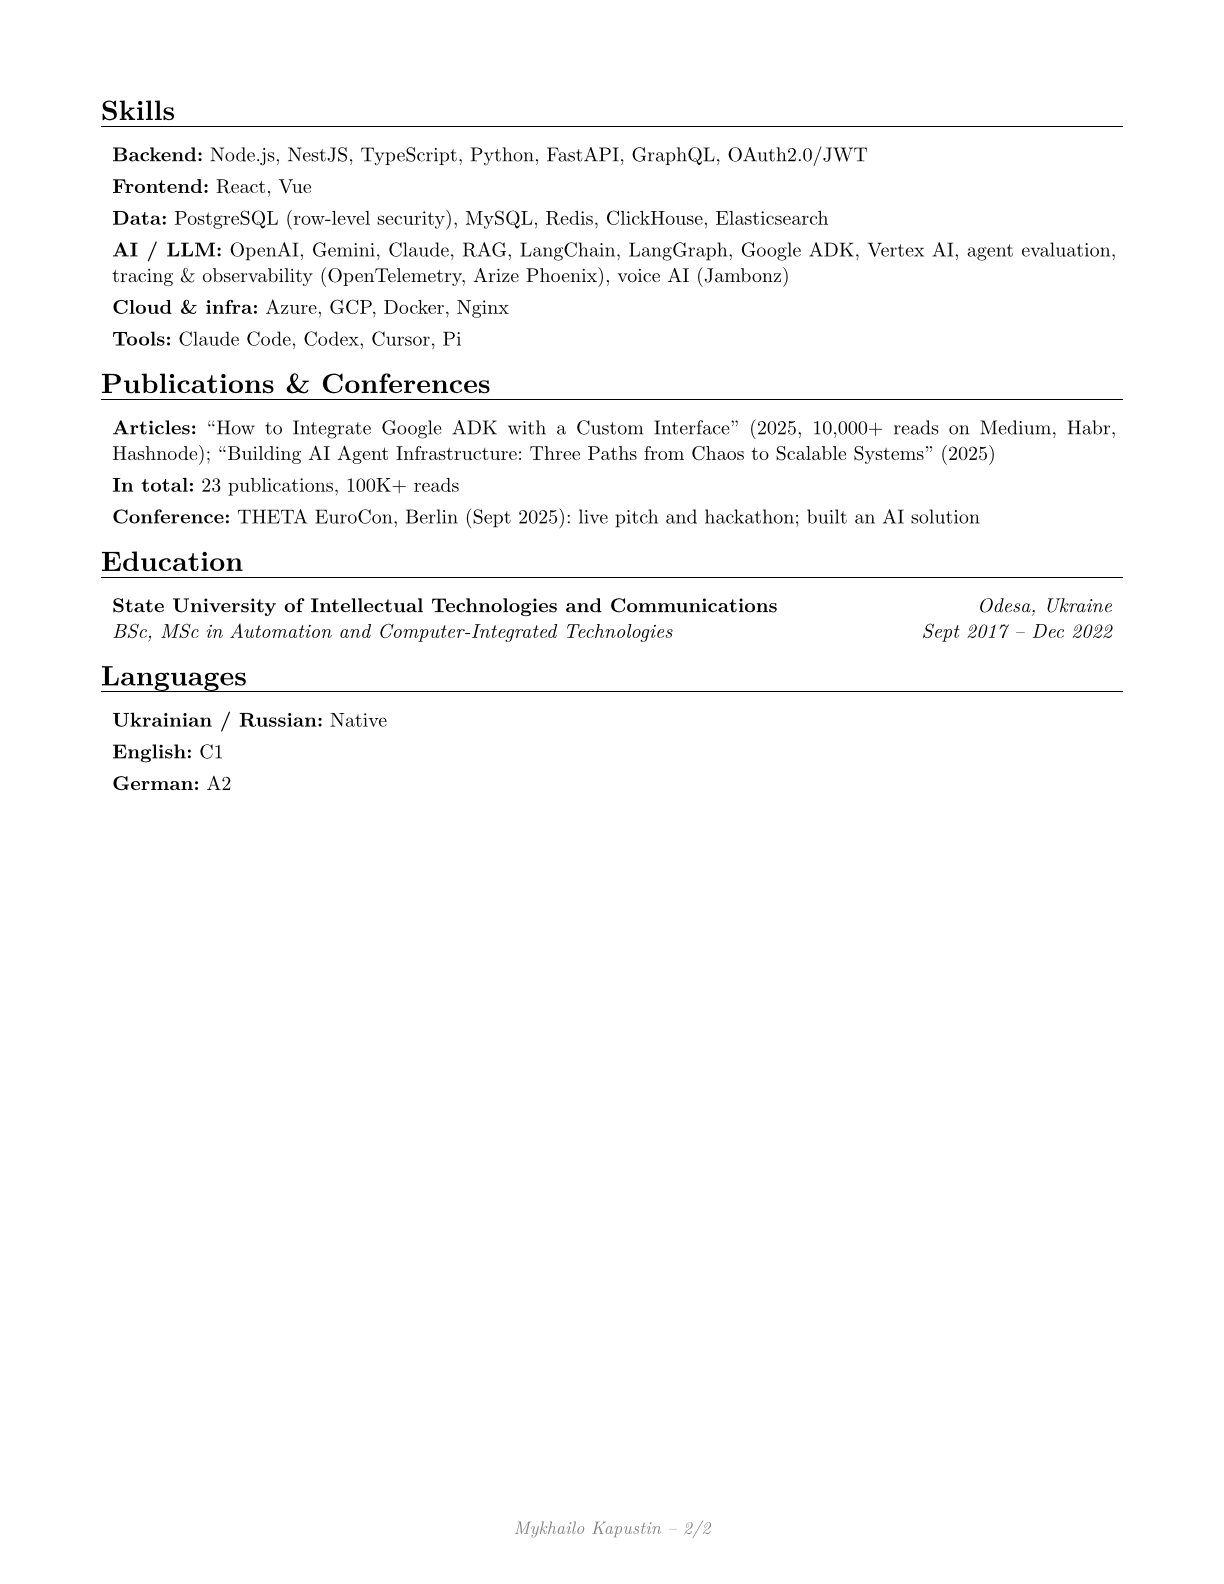 Skills
Backend: Node.js, NestJS, TypeScript, Python, FastAPI, GraphQL, OAuth2.0/JWT
Frontend: React, Vue
Data: PostgreSQL (row-level security), MySQL, Redis, ClickHouse, Elasticsearch
AI / LLM: OpenAI, Gemini, Claude, RAG, LangChain, LangGraph, Google ADK, Vertex AI, agent evaluation,
tracing & observability (OpenTelemetry, Arize Phoenix), voice AI (Jambonz)
Cloud & infra: Azure, GCP, Docker, Nginx
Tools: Claude Code, Codex, Cursor, Pi
Publications & Conferences
Articles: “How to Integrate Google ADK with a Custom Interface” (2025, 10,000+ reads on Medium, Habr,
Hashnode); “Building AI Agent Infrastructure: Three Paths from Chaos to Scalable Systems” (2025)
In total: 23 publications, 100K+ reads
Conference: THETA EuroCon, Berlin (Sept 2025): live pitch and hackathon; built an AI solution
Education
State University of Intellectual Technologies and Communications Odesa, Ukraine
BSc, MSc in Automation and Computer-Integrated Technologies Sept 2017 – Dec 2022
Languages
Ukrainian / Russian: Native
English: C1
German: A2
Mykhailo Kapustin – 2/2